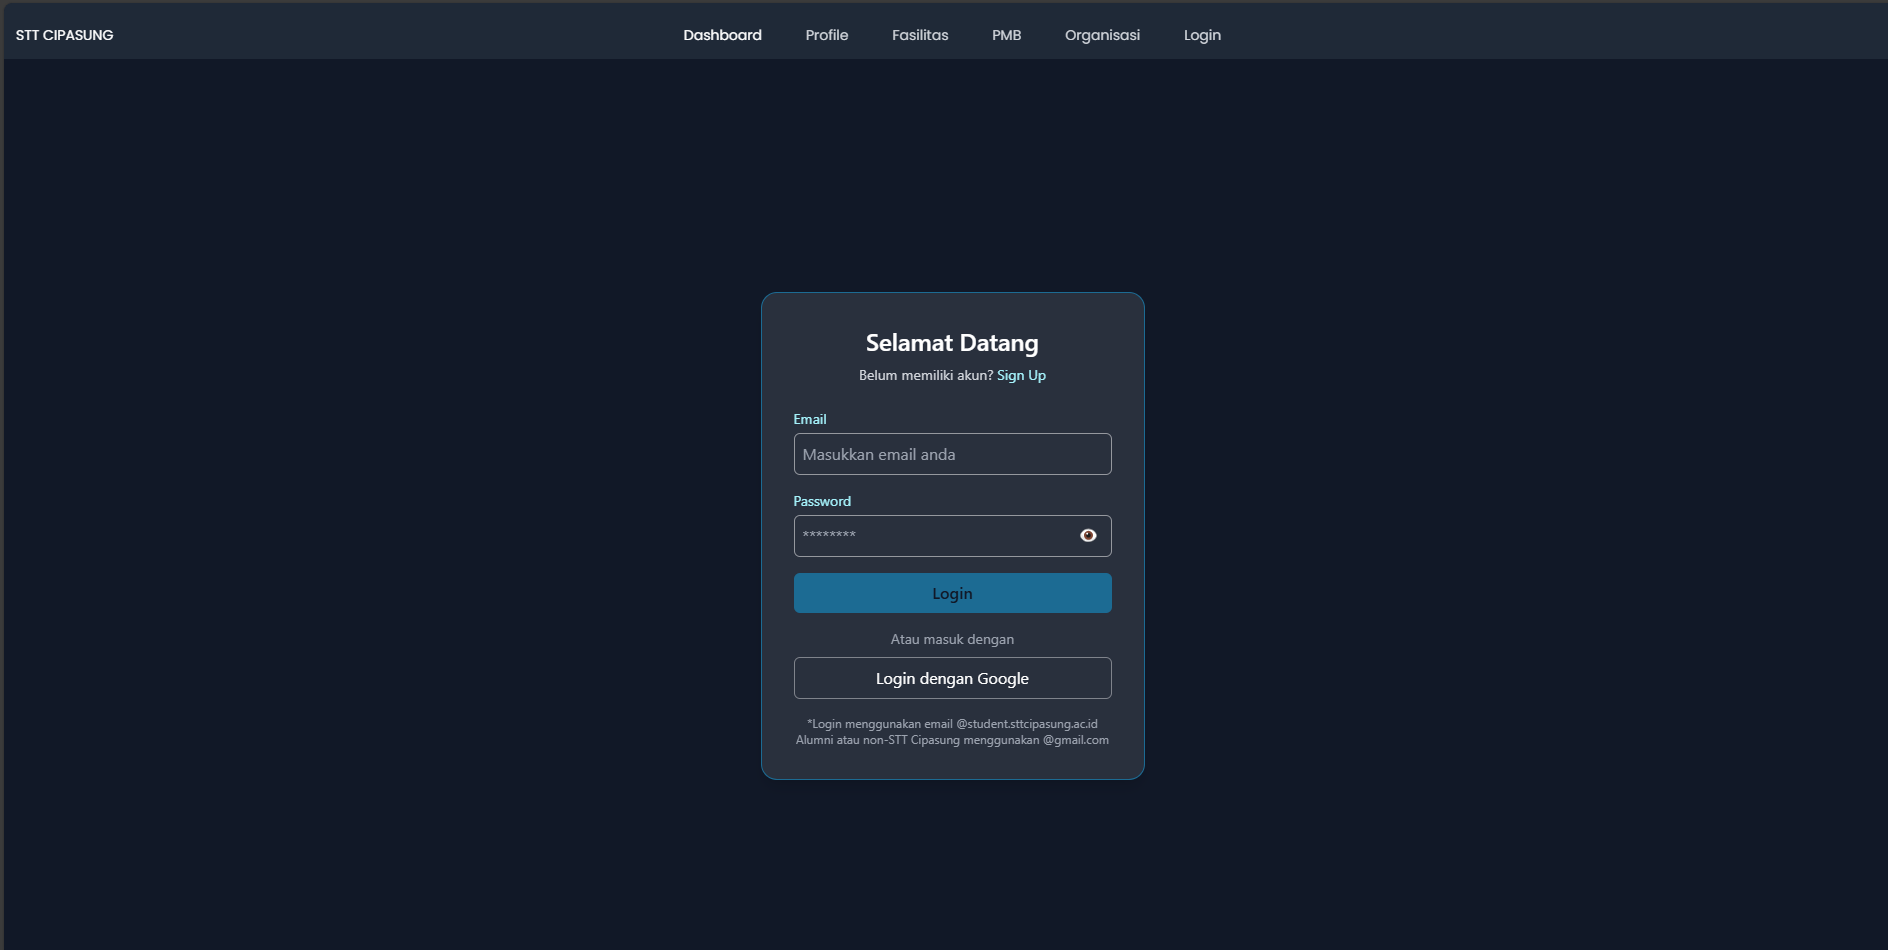 STT CIPASUNG
Dashboard Profile Fasilitas PMB Organisasi Login
Selamat Datang
Belum memiliki akun? Sign Up
Email
Masukkan email anda
Password
********
Login
Atau masuk dengan
Login dengan Google
*Login menggunakan email @student.sttcipasung.ac.id
Alumni atau non-STT Cipasung menggunakan @gmail.com